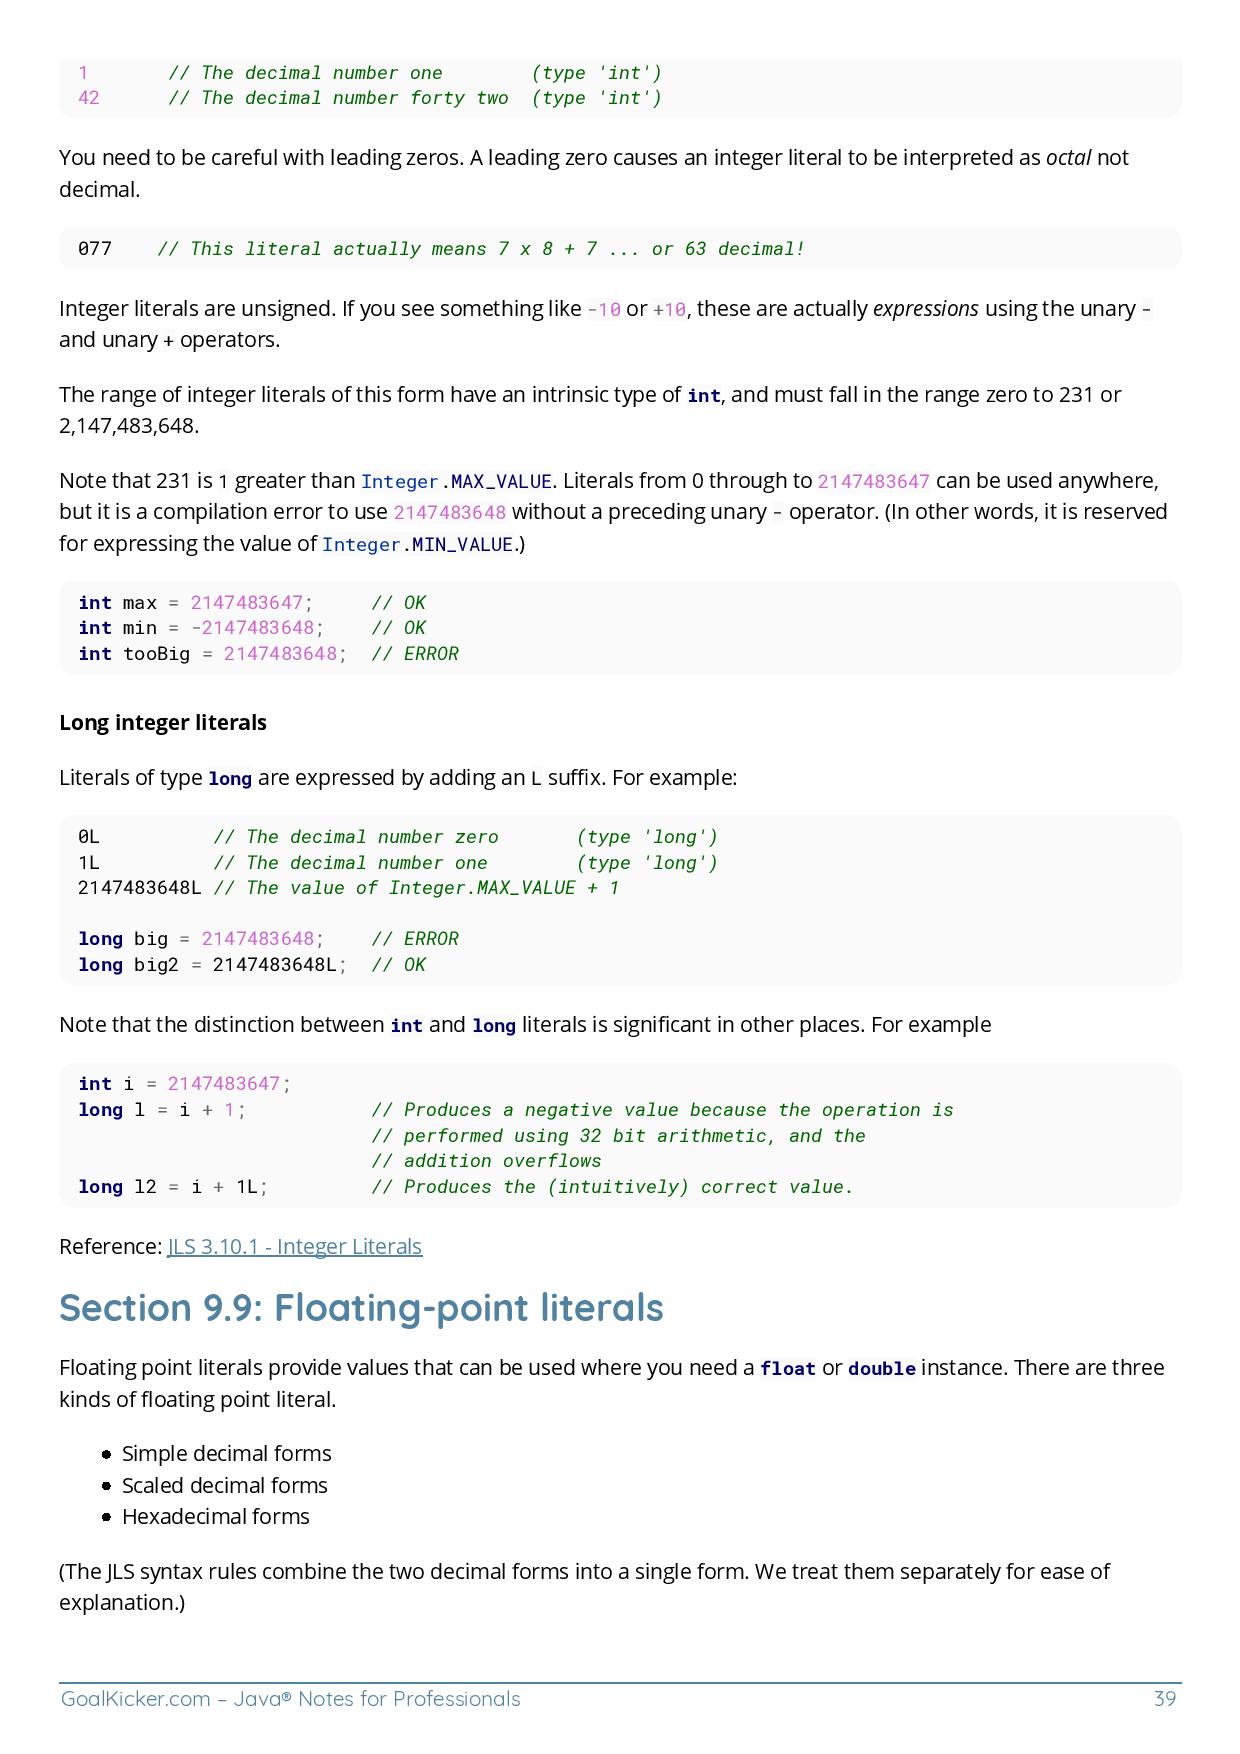 1       // The decimal number one        (type 'int')
42      // The decimal number forty two  (type 'int')
You need to be careful with leading zeros. A leading zero causes an integer literal to be interpreted as octal not
decimal.
077    // This literal actually means 7 x 8 + 7 ... or 63 decimal!
Integer literals are unsigned. If you see something like -10 or +10, these are actually expressions using the unary -
and unary + operators.
The range of integer literals of this form have an intrinsic type of int, and must fall in the range zero to 231 or
2,147,483,648.
Note that 231 is 1 greater than Integer.MAX_VALUE. Literals from 0 through to 2147483647 can be used anywhere,
but it is a compilation error to use 2147483648 without a preceding unary - operator. (In other words, it is reserved
for expressing the value of Integer.MIN_VALUE.)
int max = 2147483647;     // OK
int min = -2147483648;    // OK
int tooBig = 2147483648;  // ERROR
Long integer literals
Literals of type long are expressed by adding an L suffix. For example:
0L          // The decimal number zero       (type 'long')
1L          // The decimal number one        (type 'long')
2147483648L // The value of Integer.MAX_VALUE + 1
long big = 2147483648;    // ERROR
long big2 = 2147483648L;  // OK
Note that the distinction between int and long literals is significant in other places. For example
int i = 2147483647;
long l = i + 1;           // Produces a negative value because the operation is
                          // performed using 32 bit arithmetic, and the
                          // addition overflows
long l2 = i + 1L;         // Produces the (intuitively) correct value.
Reference: JLS 3.10.1 - Integer Literals
Section 9.9: Floating-point literals
Floating point literals provide values that can be used where you need a float or double instance. There are three
kinds of floating point literal.
● Simple decimal forms
● Scaled decimal forms
● Hexadecimal forms
(The JLS syntax rules combine the two decimal forms into a single form. We treat them separately for ease of
explanation.)
GoalKicker.com – Java® Notes for Professionals 39